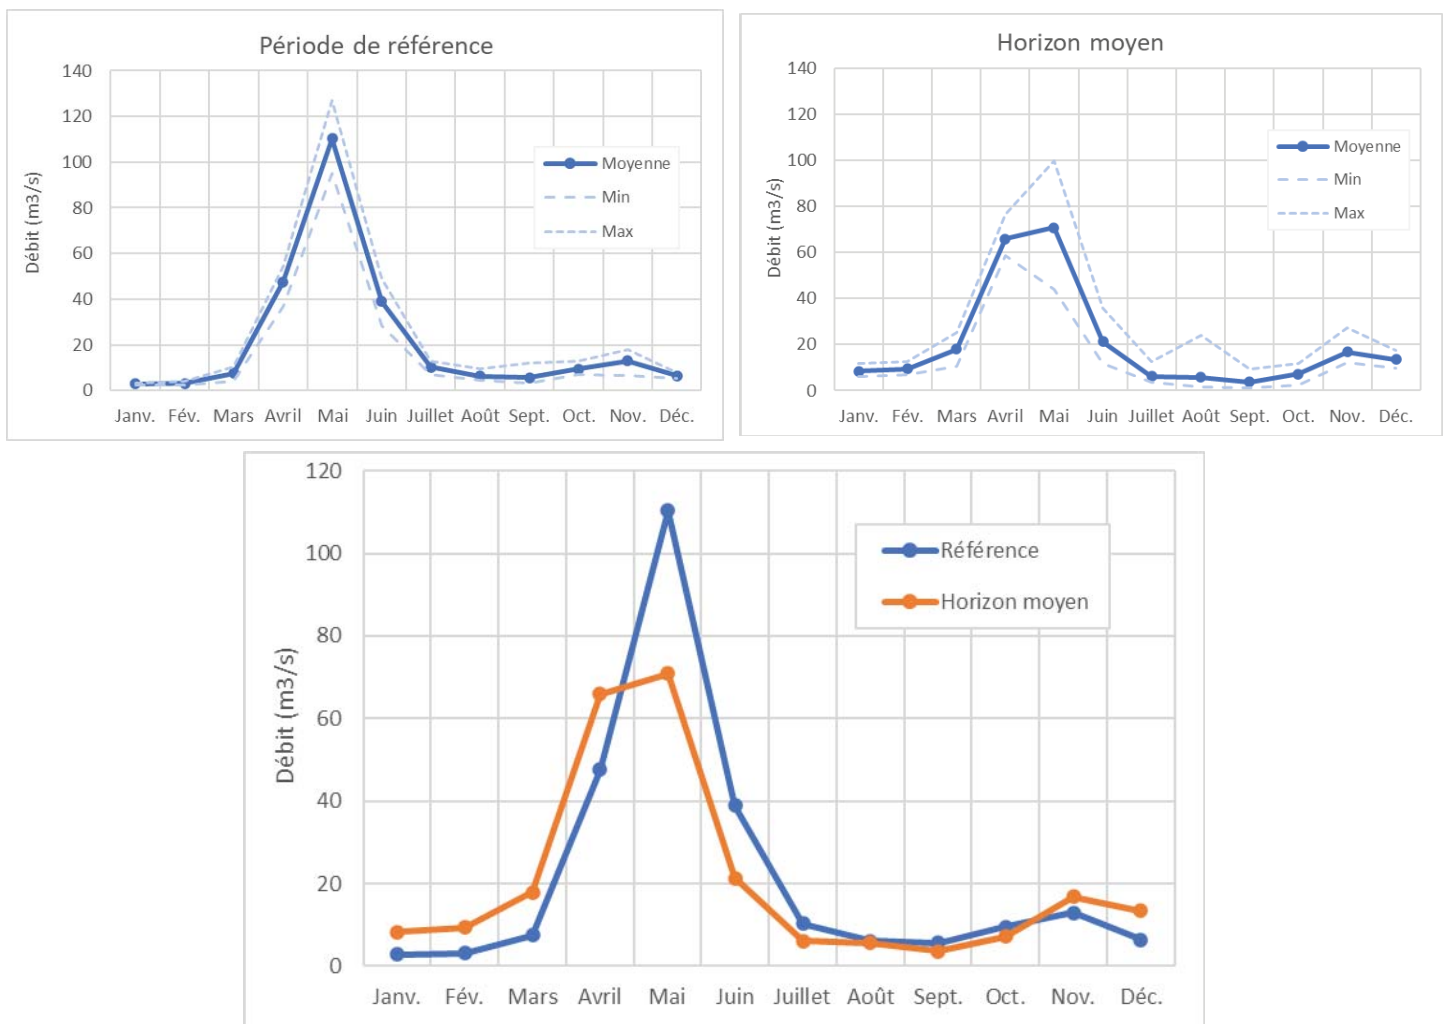 Période de référence
140
120
100
80
60
40
20
0
Débit (m3/s)
Moyenne
Min
Max
Janv. Fév. Mars Avril Mai Juin Juillet Août Sept. Oct. Nov. Déc.
Horizon moyen
140
120
100
80
60
40
20
0
Débit (m3/s)
Moyenne
Min
Max
Janv. Fév. Mars Avril Mai Juin Juillet Août Sept. Oct. Nov. Déc.
120
100
80
60
40
20
0
Débit (m3/s)
Référence
Horizon moyen
Janv. Fév. Mars Avril Mai Juin Juillet Août Sept. Oct. Nov. Déc.